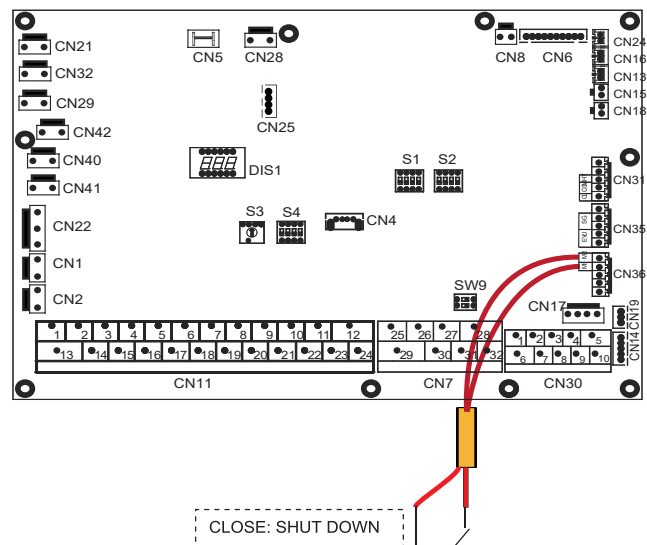 CN21
CN32
CN29
CN42
CN40
CN41
CN22
CN1
CN2
CN5
CN28
CN25
DIS1
S1
S2
S3
S4
CN4
CN8
CN6
CN24
CN16
CN13
CN15
CN18
CN31
SG
EVU
CN35
M1 M2
CN36
SW9
CN17
CN19
CN14
1 2 3 4 5 6 7 8 9 10 11 12
13 14 15 16 17 18 19 20 21 22 23 24
CN11
25 26 27 28
29 30 31 32
CN7
1 2 3 4 5
6 7 8 9 10
CN30
CLOSE: SHUT DOWN